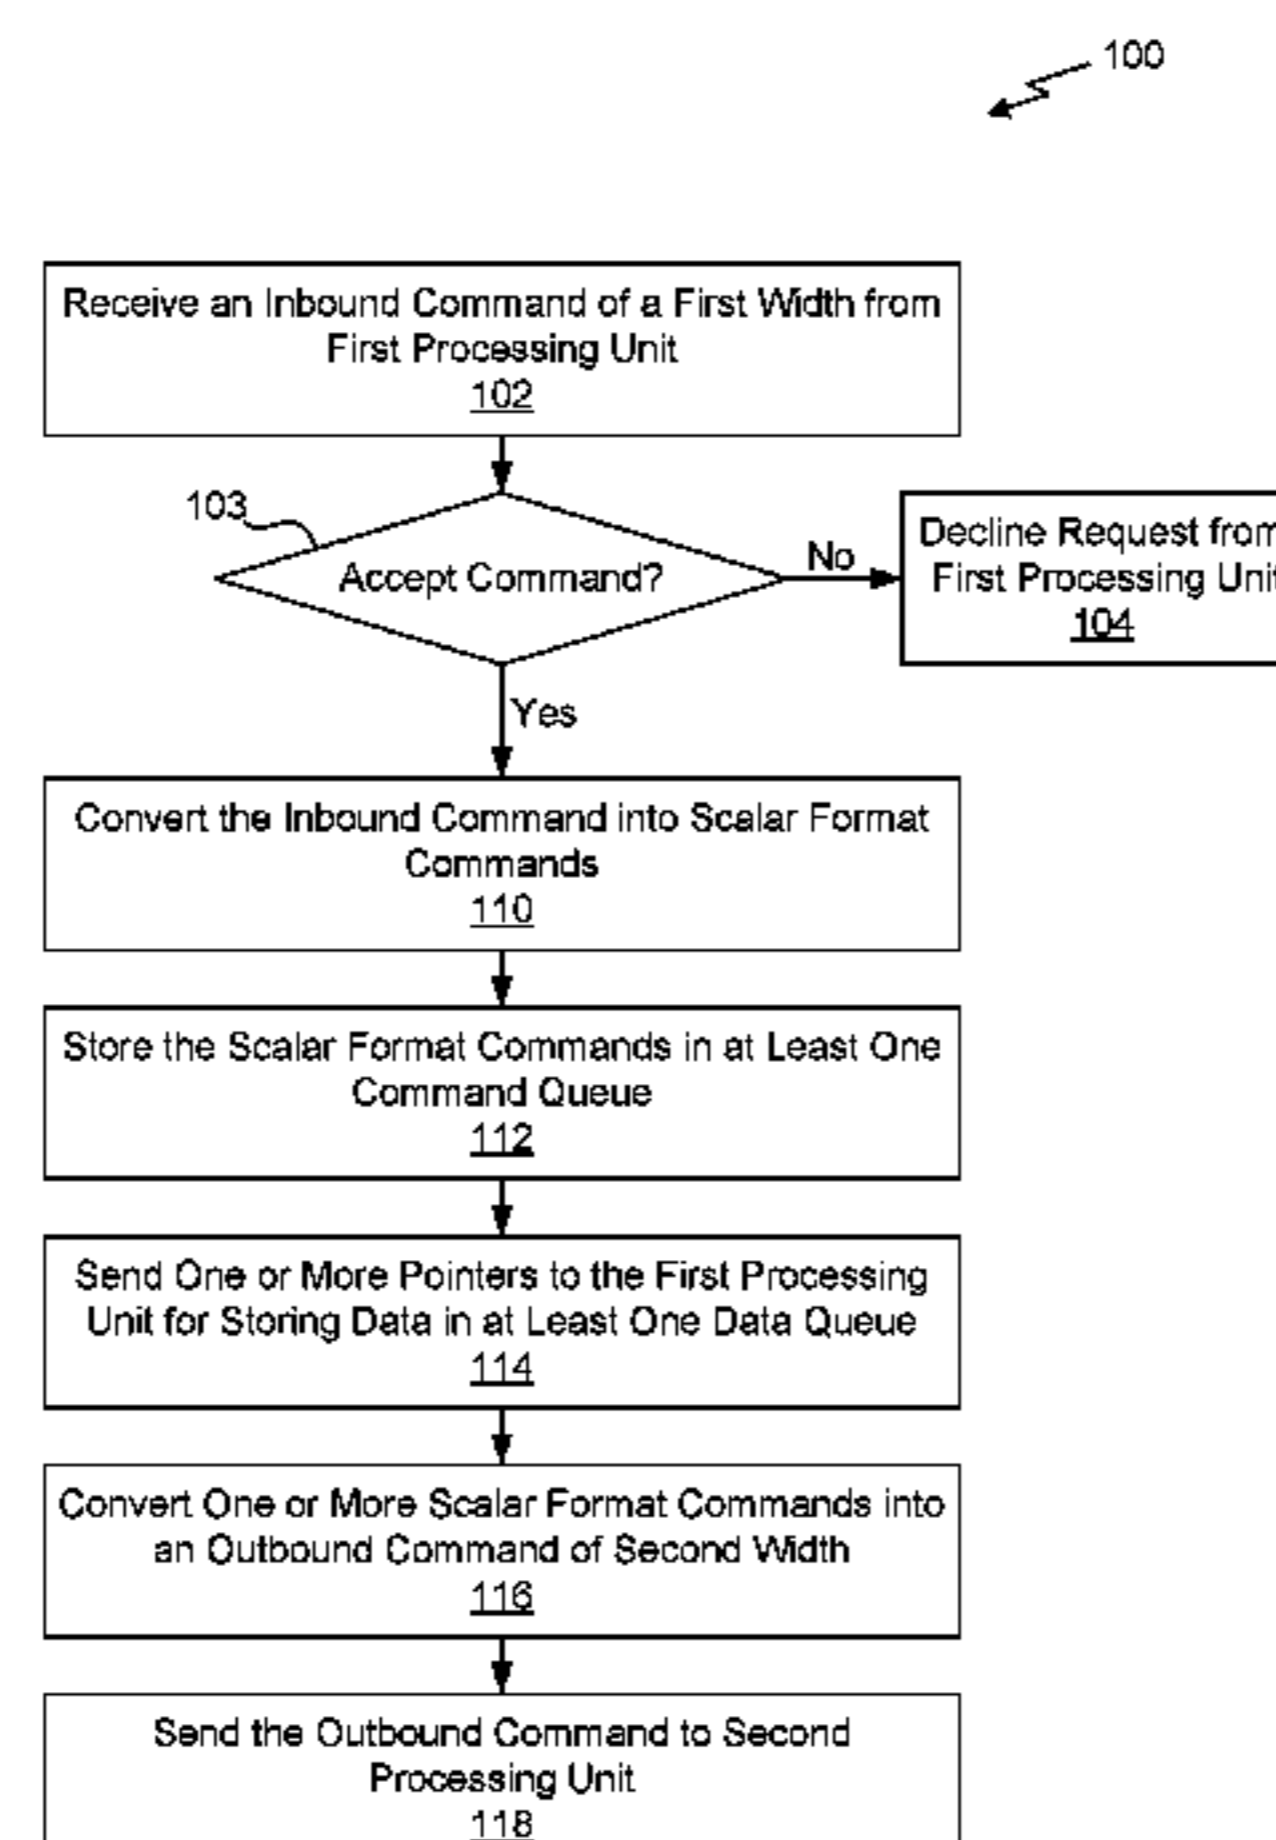 100
Receive an Inbound Command of a First Width from
First Processing Unit
102
103
Accept Command?
No
Decline Request from
First Processing Unit
104
Yes
Convert the Inbound Command into Scalar Format
Commands
110
Store the Scalar Format Commands in at Least One
Command Queue
112
Send One or More Pointers to the First Processing
Unit for Storing Data in at Least One Data Queue
114
Convert One or More Scalar Format Commands into
an Outbound Command of Second Width
116
Send the Outbound Command to Second
Processing Unit
118